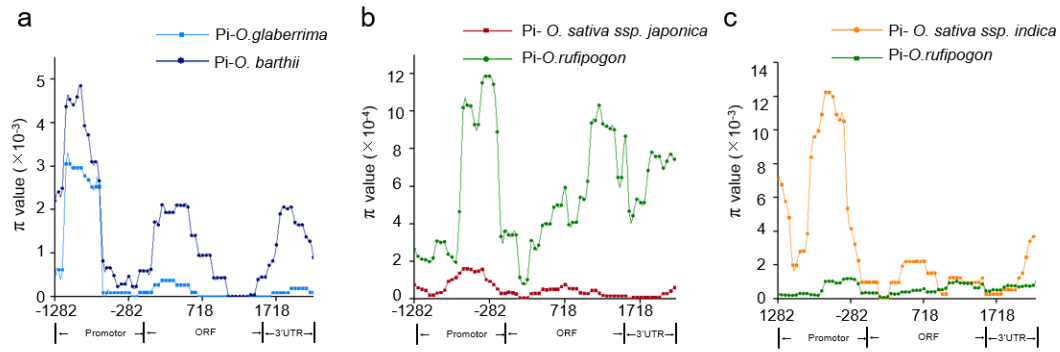 a
Pi-O.glaberrima
Pi-O. barthii
π value (×10-3)
5
4
3
2
1
0
-1282 -282 718 1718
Promotor ORF 3'UTR
b
Pi- O. sativa ssp. japonica
Pi-O.rufipogon
π value (×10-4)
12
10
8
6
4
2
0
-1282 -282 718 1718
Promotor ORF 3'UTR
c
Pi- O. sativa ssp. indica
Pi-O.rufipogon
π value (×10-3)
14
12
10
8
6
4
2
0
1282 -282 718 1718
Promotor ORF 3'UTR